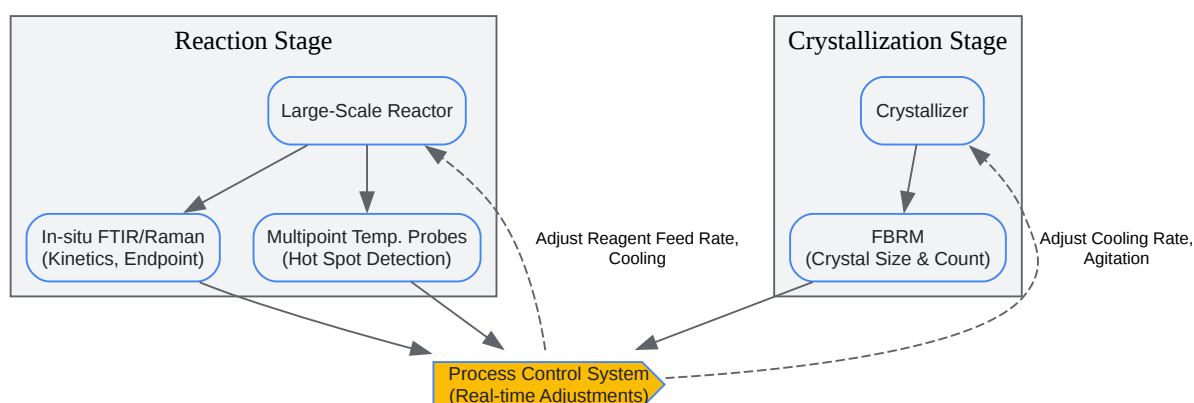 Reaction Stage
Large-Scale Reactor
In-situ FTIR/Raman
(Kinetics, Endpoint)
Multipoint Temp. Probes
(Hot Spot Detection)
Adjust Reagent Feed Rate,
Cooling
Crystallization Stage
Crystallizer
FBRM
(Crystal Size & Count)
Adjust Cooling Rate,
Agitation
Process Control System
(Real-time Adjustments)